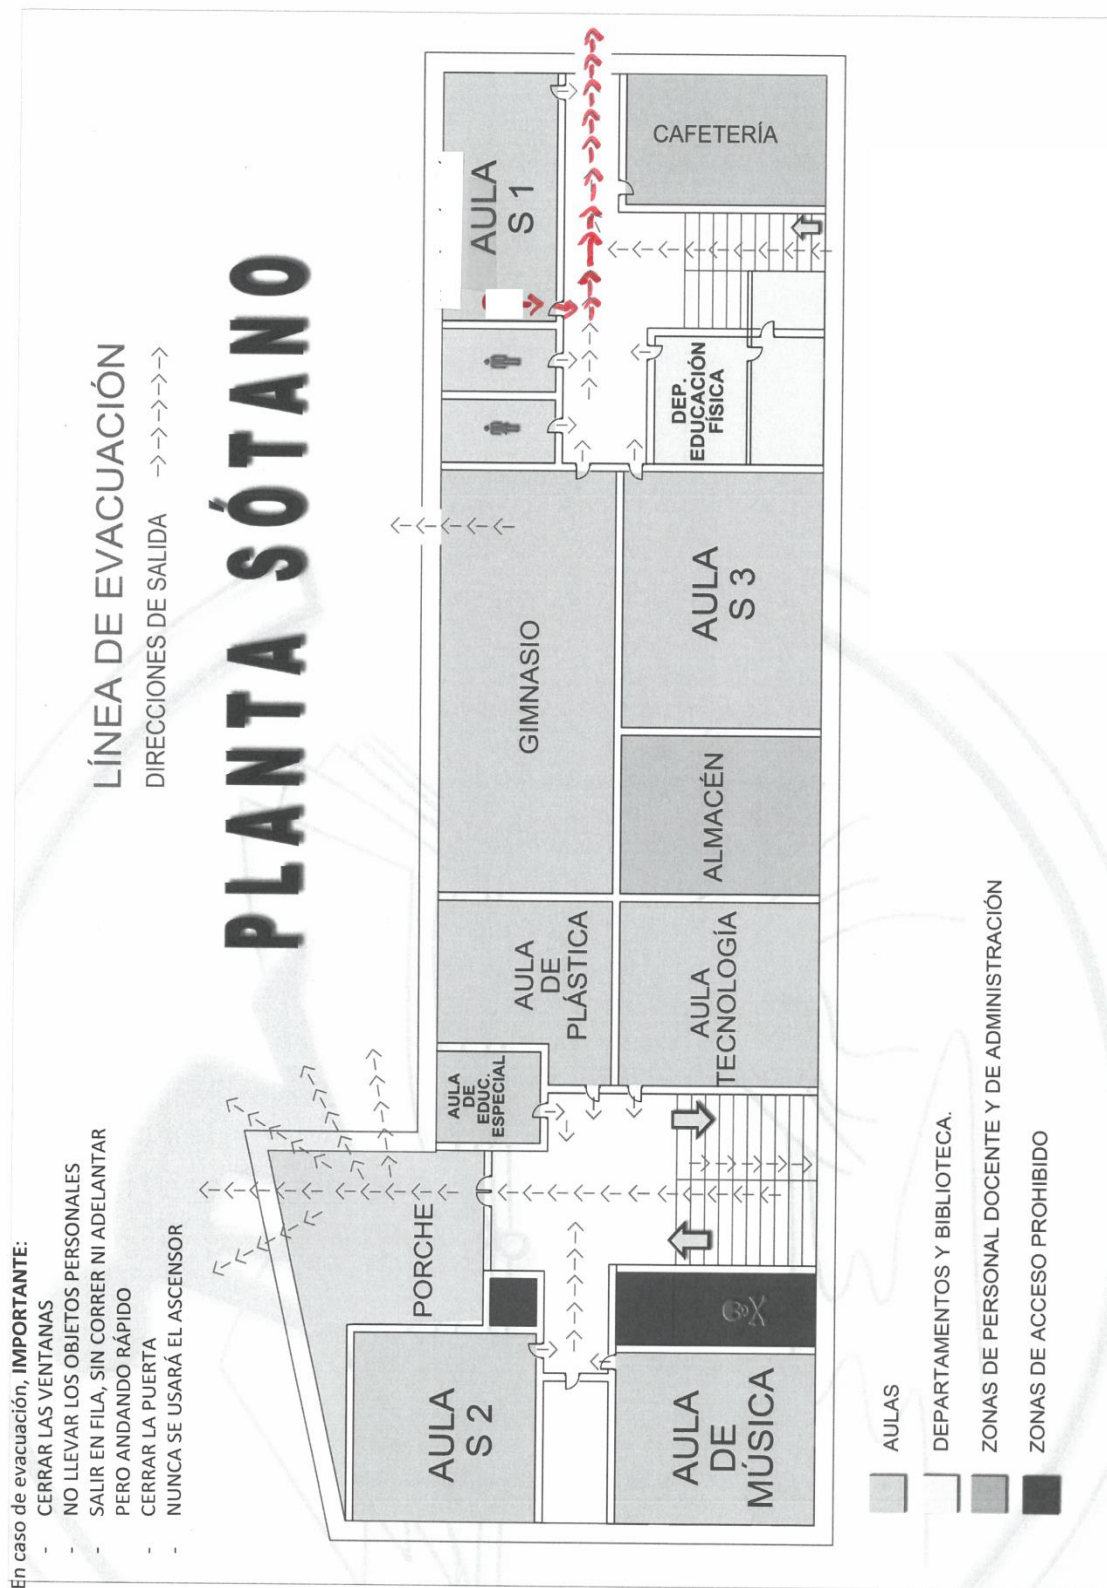 En caso de evacuación, IMPORTANTE:
- CERRAR LAS VENTANAS
- NO LLEVAR LOS OBJETOS PERSONALES
- SALIR EN FILA, SIN CORRER NI ADELANTAR
PERO ANDANDO RÁPIDO
- CERRAR LA PUERTA
- NUNCA SE USARÁ EL ASCENSOR
LÍNEA DE EVACUACIÓN
DIRECCIONES DE SALIDA
PLANTA SÓTANO
AULA
S 2
PORCHE
AULA
DE
EDUC.
ESPECIAL
AULA
DE
PLÁSTICA
GIMNASIO
AULA
S 1
AULA
DE
MÚSICA
AULA
TECNOLOGÍA
ALMACÉN
AULA
S 3
DEP.
EDUCACIÓN
FÍSICA
CAFETERÍA
AULAS
DEPARTAMENTOS Y BIBLIOTECA.
ZONAS DE PERSONAL DOCENTE Y DE ADMINISTRACIÓN
ZONAS DE ACCESO PROHIBIDO